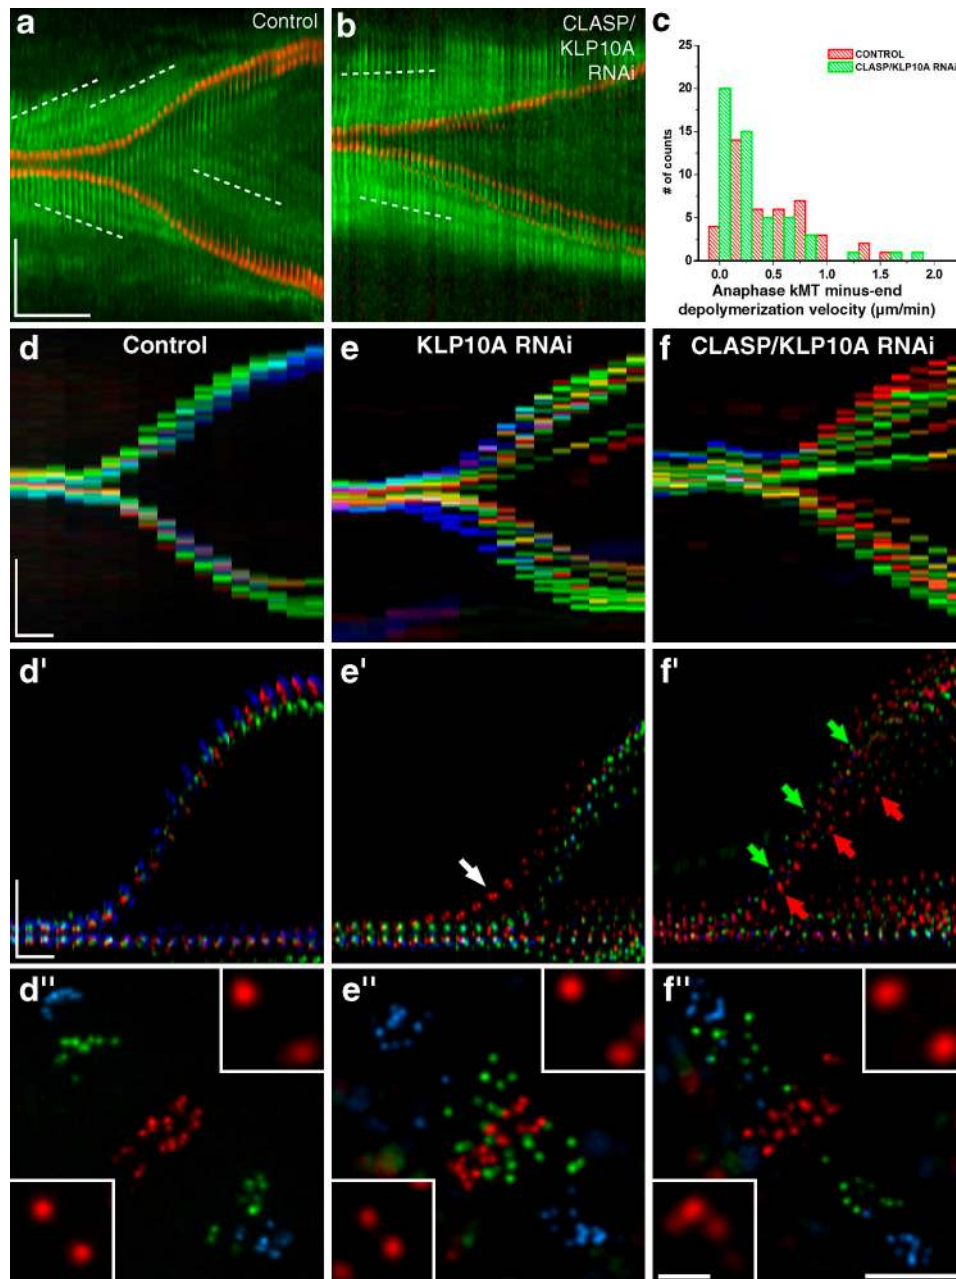 a
Control
b
CLASP/
KLP10A
RNAi
c
25
20
15
10
5
0
# of counts
CONTROL
CLASP/KLP10A RNAi
0.0
0.5
1.0
1.5
2.0
Anaphase kMT minus-end
depolymerization velocity (µm/min)
d
Control
e
KLP10A RNAi
f
CLASP/KLP10A RNAi
d'
e'
f'
d''
e''
f''